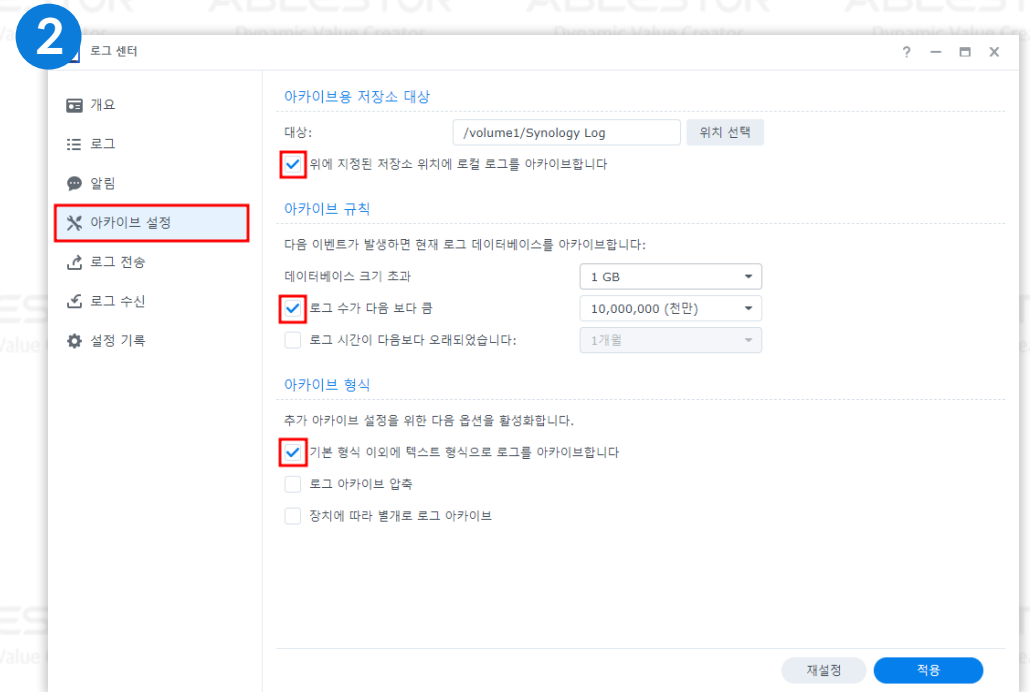 ABLESTOR
2
로그 센터
개요
로그
알림
아카이브 설정
로그 전송
로그 수신
설정 기록
아카이브용 저장소 대상
대상: /volume1/Synology Log 위치 선택
위에 지정된 저장소 위치에 로컬 로그를 아카이브합니다
아카이브 규칙
다음 이벤트가 발생하면 현재 로그 데이터베이스를 아카이브합니다:
데이터베이스 크기 초과 1 GB
로그 수가 다음 보다 큼 10,000,000 (천만)
로그 시간이 다음보다 오래되었습니다: 1개월
아카이브 형식
추가 아카이브 설정을 위한 다음 옵션을 활성화합니다.
기본 형식 이외에 텍스트 형식으로 로그를 아카이브합니다
로그 아카이브 압축
장치에 따라 별개로 로그 아카이브
재설정 적용